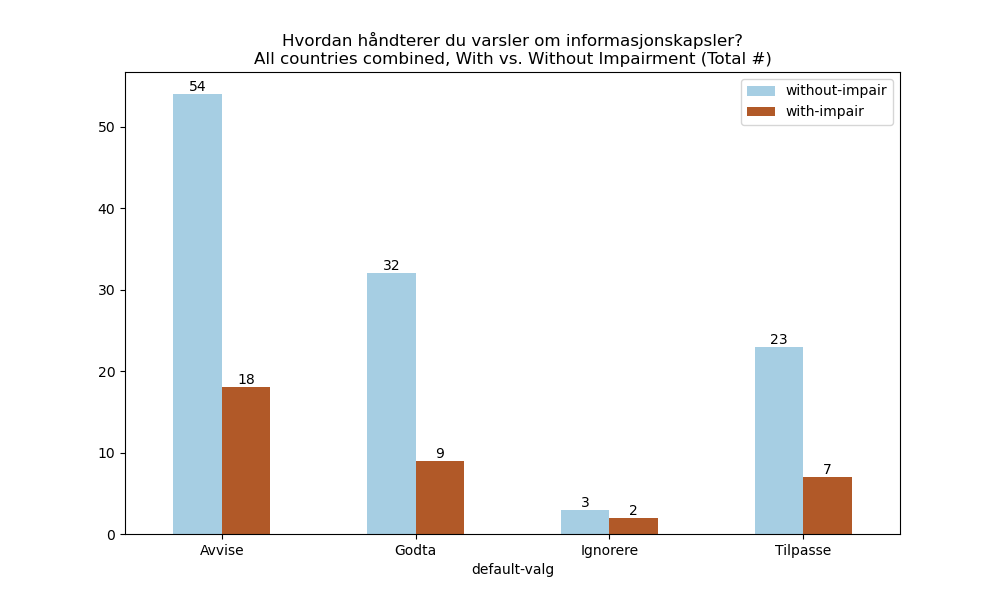 Hvordan håndterer du varsler om informasjonskapsler?
All countries combined, With vs. Without Impairment (Total #)
without-impair
with-impair
50
40
30
20
10
0
54
18
32
9
3
2
23
7
Avvise
Godta
Ignorere
Tilpasse
default-valg